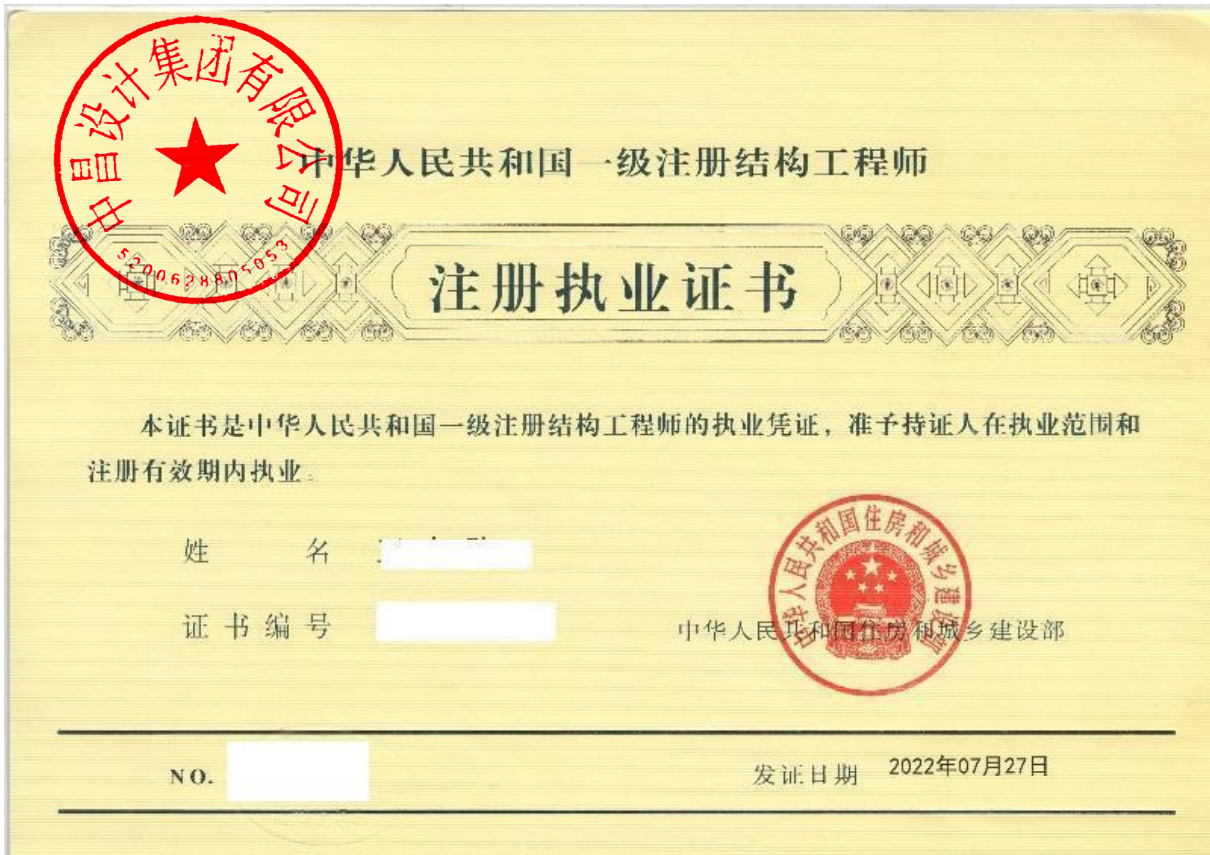 中昌设计集团有限公司
5200628805053
中华人民共和国一级注册结构工程师
注册执业证书
本证书是中华人民共和国一级注册结构工程师的执业凭证，准予持证人在执业范围和
注册有效期内执业。
姓 名
证书编号
中华人民共和国住房和城乡建设部
中华人民共和国住房和城乡建设部
NO.
发证日期 2022年07月27日